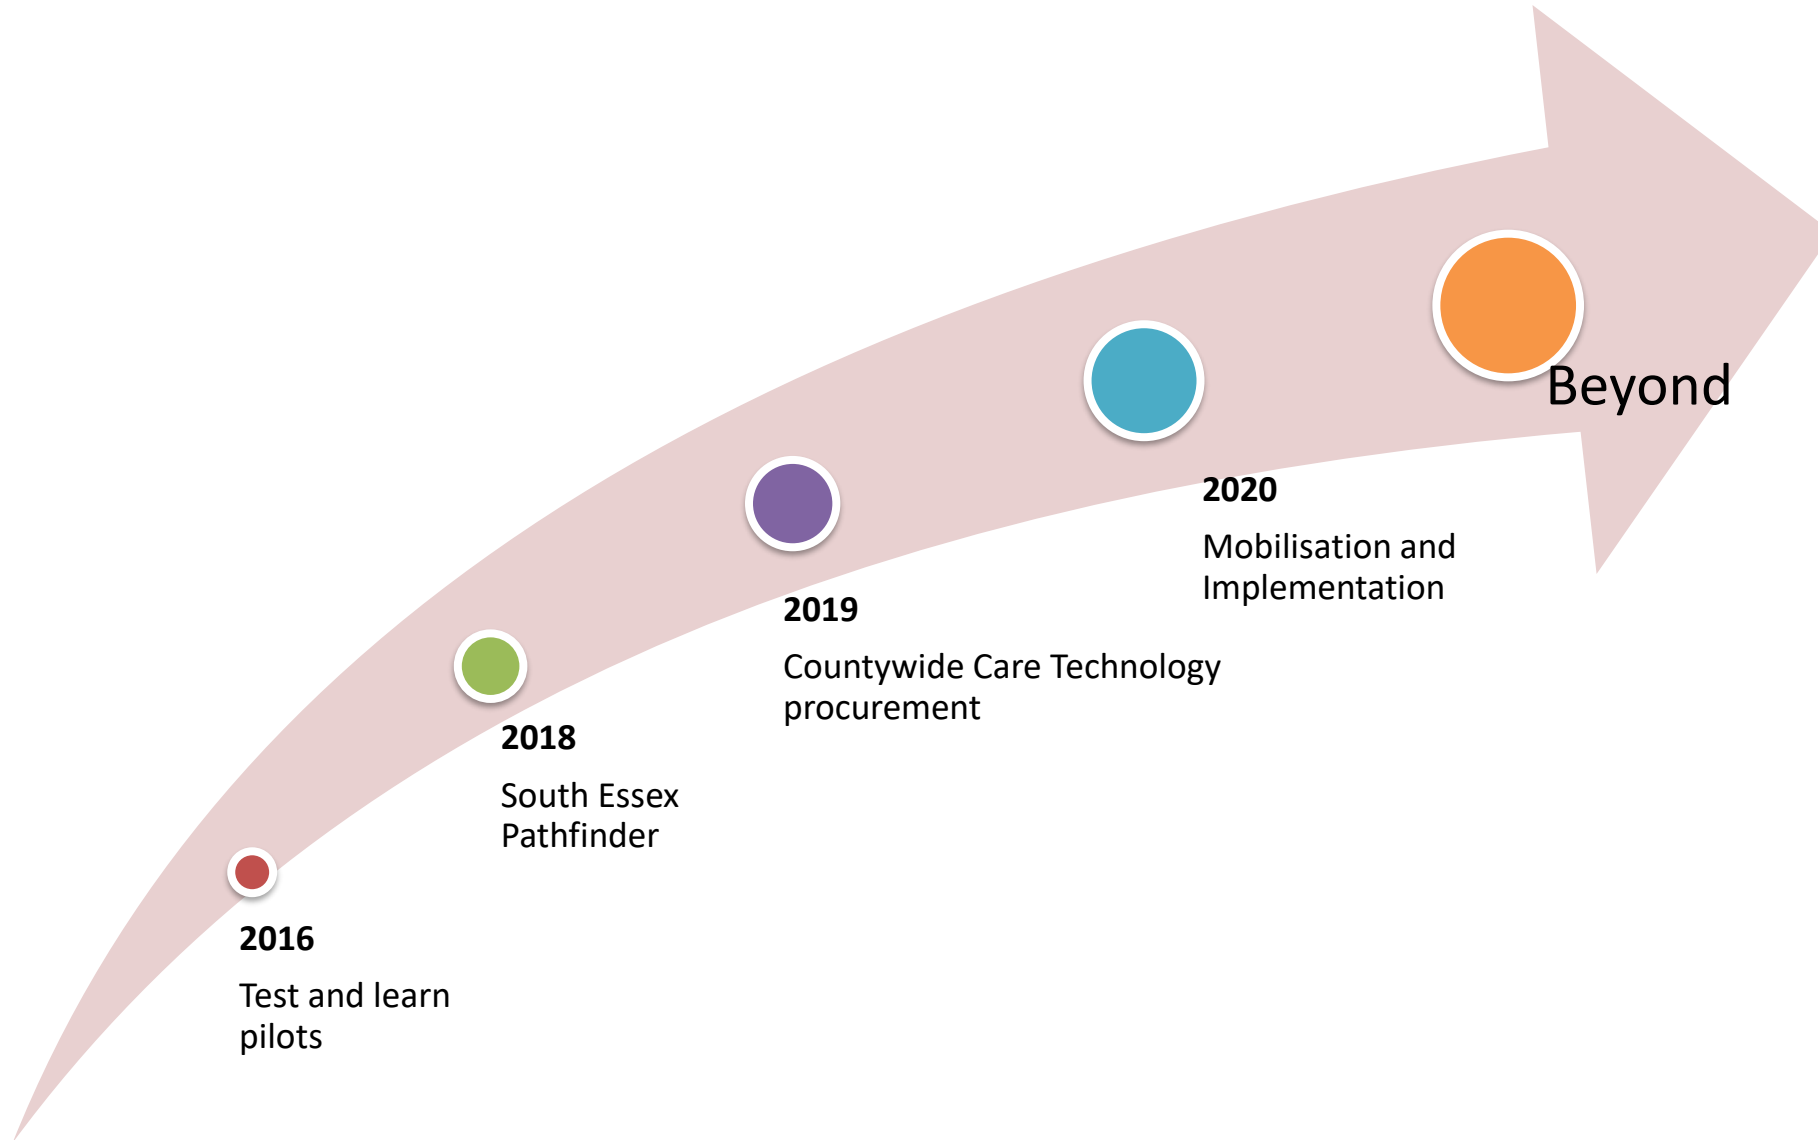 2016
Test and learn
pilots
2018
South Essex
Pathfinder
2019
Countywide Care Technology
procurement
2020
Mobilisation and
Implementation
Beyond